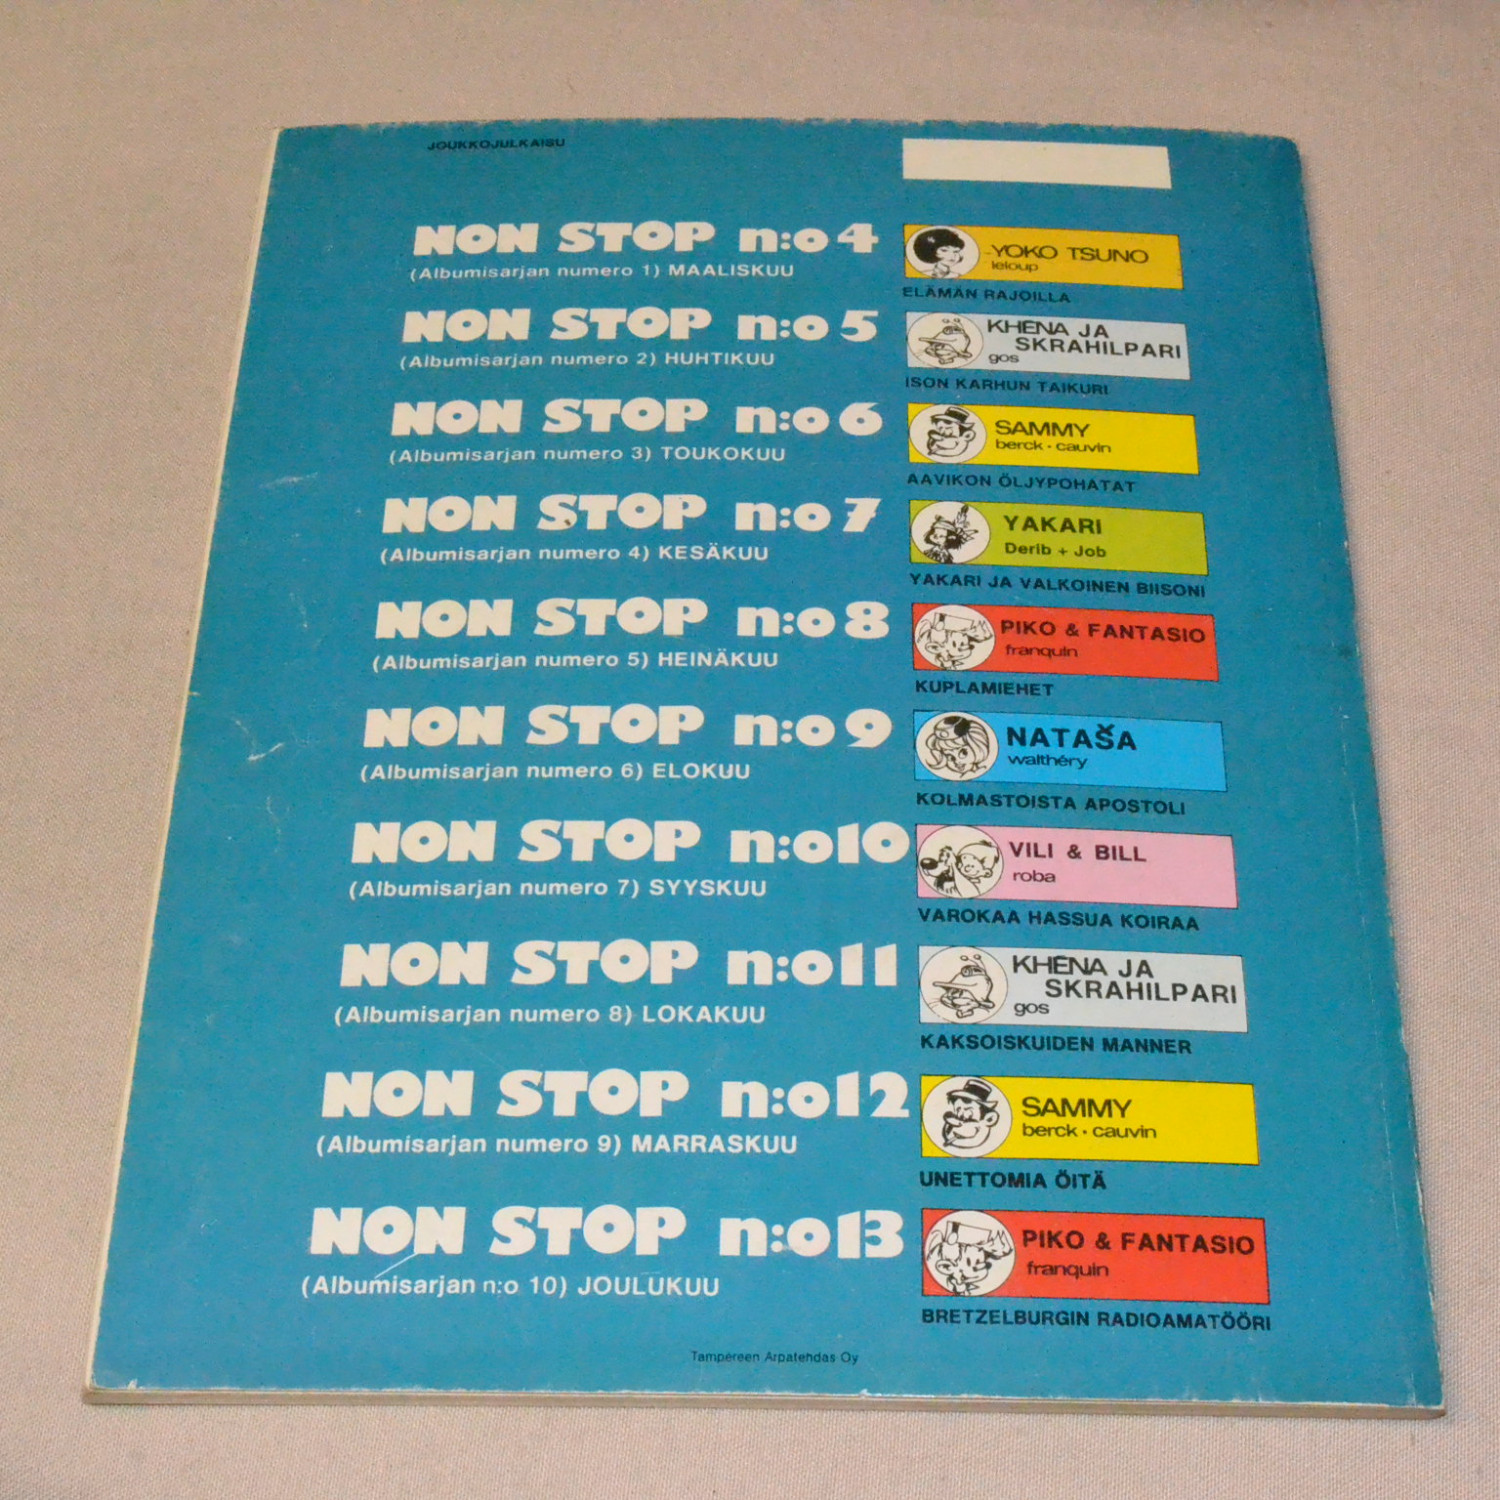 JOUKKOJULKAISU
NON STOP n:o 4
(Albumisarjan numero 1) MAALISKUU
YOKO TSUNO
leloup
ELÄMÄN RAJOILLA
NON STOP n:o 5
(Albumisarjan numero 2) HUHTIKUU
KHENA JA
SKRAHILPARI
gos
ISON KARHUN TAIKURI
NON STOP n:o 6
(Albumisarjan numero 3) TOUKOKUU
SAMMY
berck · cauvin
AAVIKON ÖLJYPOHATAT
NON STOP n:o 7
(Albumisarjan numero 4) KESÄKUU
YAKARI
Derib + Job
YAKARI JA VALKOINEN BIISONI
NON STOP n:o 8
(Albumisarjan numero 5) HEINÄKUU
PIKO & FANTASIO
franquin
KUPLAMIEHET
NON STOP n:o 9
(Albumisarjan numero 6) ELOKUU
NATAŠA
walthéry
KOLMASTOISTA APOSTOLI
NON STOP n:o 10
(Albumisarjan numero 7) SYYSKUU
VILI & BILL
roba
VAROKAA HASSUA KOIRAA
NON STOP n:o 11
(Albumisarjan numero 8) LOKAKUU
KHENA JA
SKRAHILPARI
gos
KAKSOISKUIDEN MANNER
NON STOP n:o 12
(Albumisarjan numero 9) MARRASKUU
SAMMY
berck · cauvin
UNETTOMIA ÖITÄ
NON STOP n:o 13
(Albumisarjan n:o 10) JOULUKUU
PIKO & FANTASIO
franquin
BRETZELBURGIN RADIOAMATÖÖRI
Tampereen Arpatehdas Oy